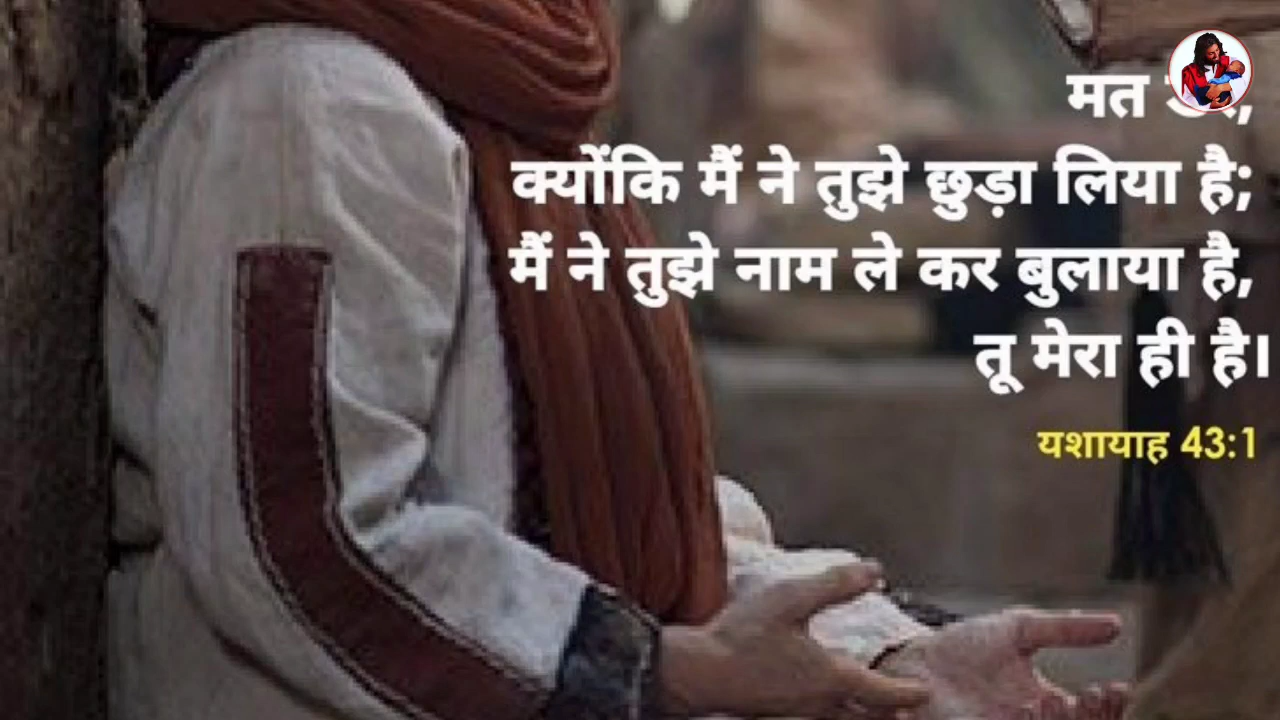 मत
क्योंकि मैं ने तुझे छुड़ा लिया है;
मैं ने तुझे नाम ले कर बुलाया है,
तू मेरा ही है।
यशायाह 43:1